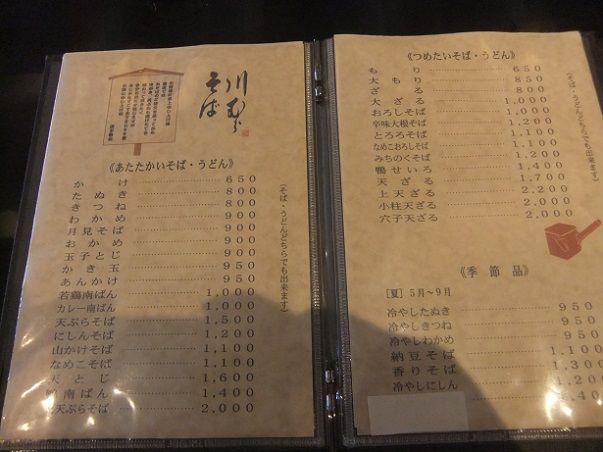 川むら
そば
《あたたかいそば・うどん》
(そば・うどんどちらでも出来ます)
かけ 650
たぬき 800
きつね 800
わかめ 900
月見そば 900
おかめ 900
玉子とじ 900
かき玉 950
あんかけ 950
若鶏南ばん 1,000
カレー南ばん 1,000
天ぷらそば 1,500
にしんそば 1,200
山かけそば 1,100
なめこそば 1,100
天とじ 1,600
南ばん 1,400
天ぷらそば 2,000
《つめたいそば・うどん》
もり 650
大もり 850
ざる 800
大ざる 1,000
おろしそば 1,000
辛味大根そば 1,200
とろろそば 1,100
なめこおろしそば 1,200
みちのくそば 1,200
鴨せいろ 1,400
天ざる 1,700
上天ざる 2,200
小柱天ざる 2,200
穴子天ざる 2,000
《季節品》
[夏] 5月〜9月
冷やしたぬき 950
冷やしきつね 950
冷やしわかめ 950
納豆そば 1,100
香りそば 1,300
冷やしにしん